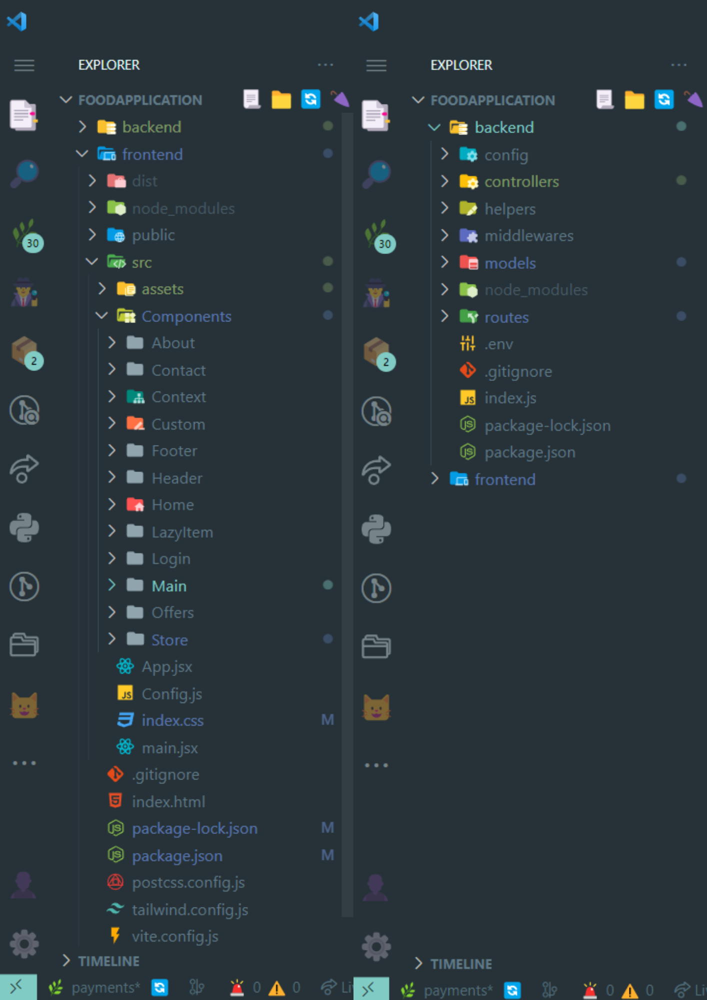 EXPLORER
FOODAPPLICATION
backend
frontend
dist
node_modules
public
src
assets
Components
About
Contact
Context
Custom
Footer
Header
Home
LazyItem
Login
Main
Offers
Store
App.jsx
Config.js
index.css M
main.jsx
.gitignore
index.html
package-lock.json M
package.json M
postcss.config.js
tailwind.config.js
vite.config.js
TIMELINE
30
2
payments* 0 0 Li
EXPLORER
FOODAPPLICATION
backend
config
controllers
helpers
middlewares
models
node_modules
routes
.env
.gitignore
index.js
package-lock.json
package.json
frontend
TIMELINE
30
2
payments* 0 0 Li